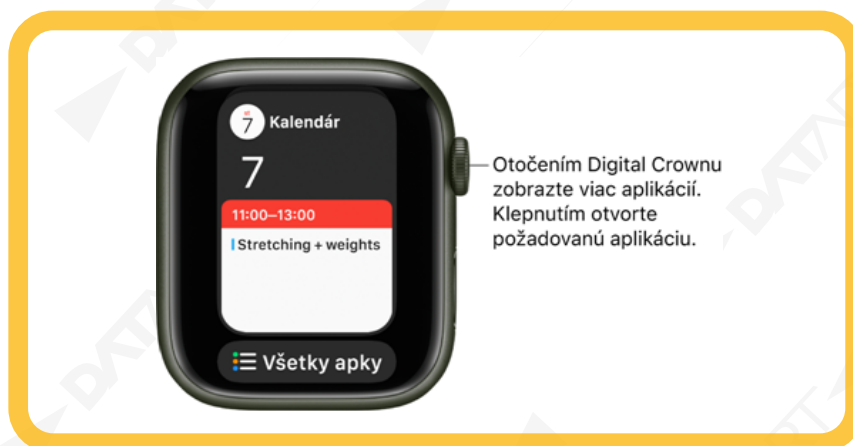 7 Kalendár
7
11:00–13:00
Stretching + weights
Všetky apky
Otočením Digital Crownu
zobrazte viac aplikácií.
Klepnutím otvorte
požadovanú aplikáciu.
DATART